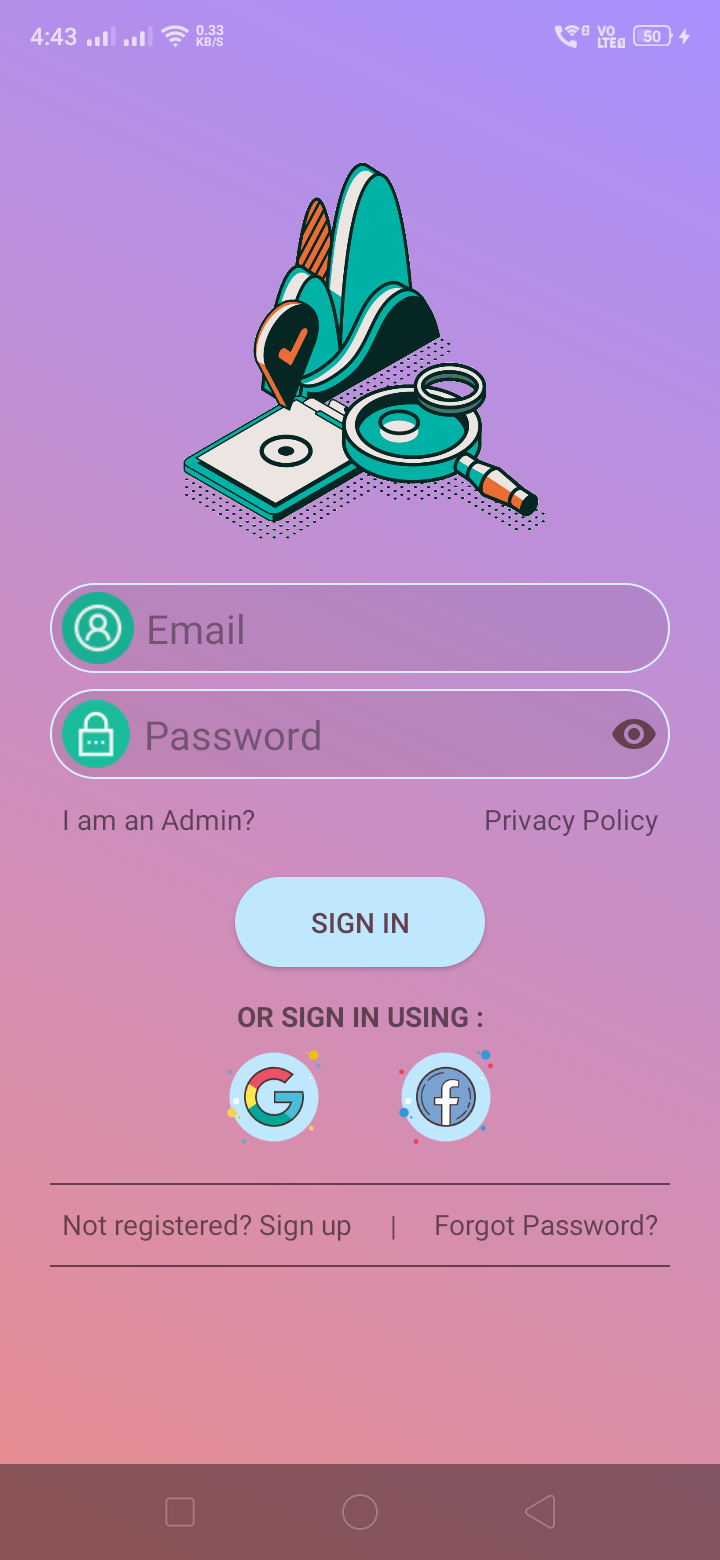 4:43 0.33 KB/S VO LTE 50
Email
Password
I am an Admin? Privacy Policy
SIGN IN
OR SIGN IN USING :
Not registered? Sign up | Forgot Password?